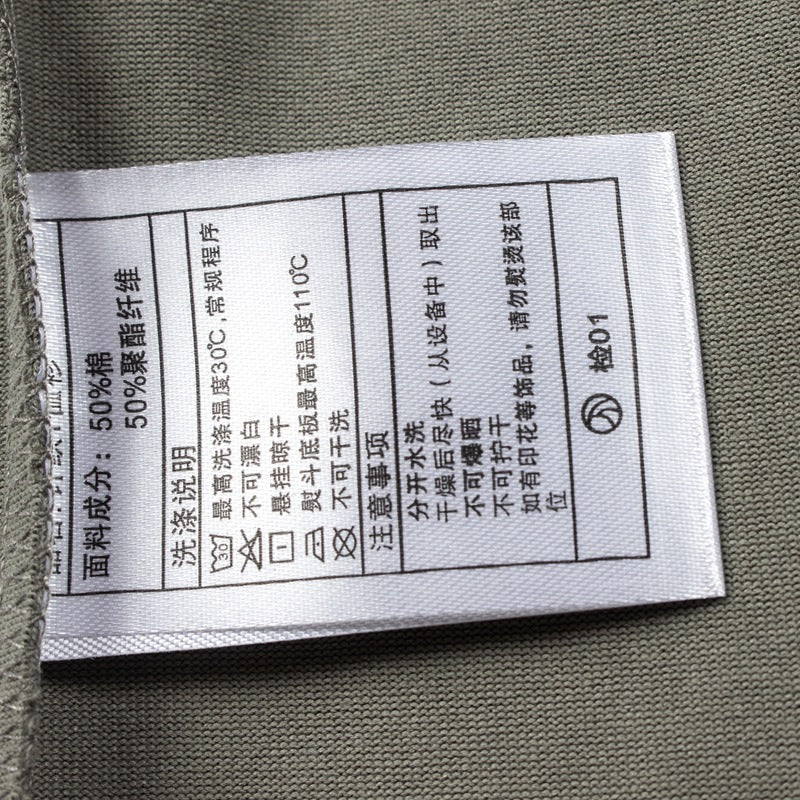 面料成分：50%棉
50%聚酯纤维
洗涤说明
30 最高洗涤温度30℃,常规程序
不可漂白
悬挂晾干
熨斗底板最高温度110℃
不可干洗
注意事项
分开水洗
干燥后尽快（从设备中）取出
不可爆晒
不可拧干
如有印花等饰品，请勿熨烫该部
位
检01